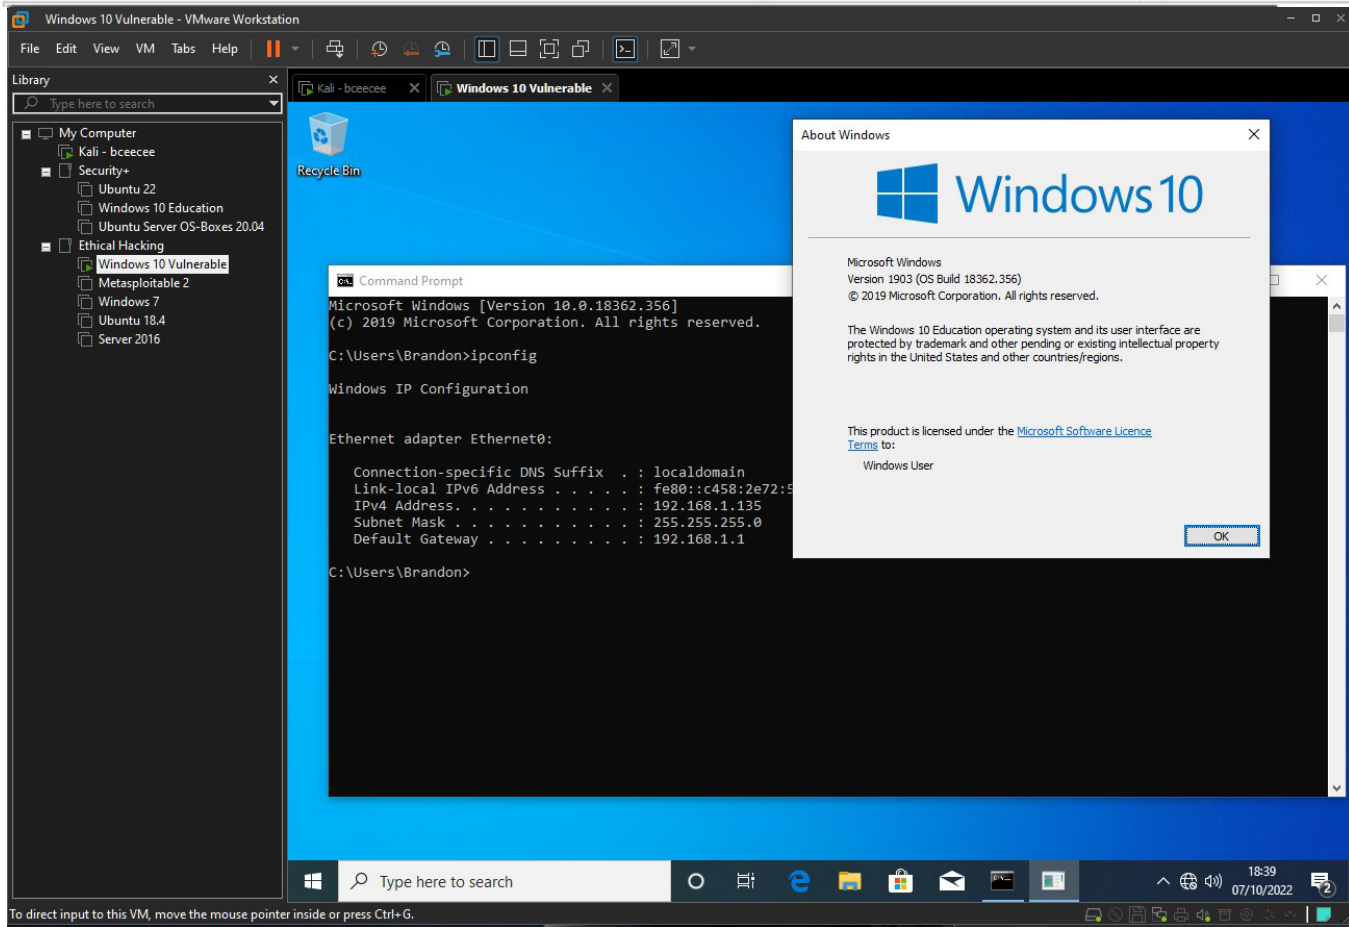 Windows 10 Vulnerable - VMware Workstation
File Edit View VM Tabs Help
Library
Type here to search
My Computer
Kali - bceecee
Security+
Ubuntu 22
Windows 10 Education
Ubuntu Server OS-Boxes 20.04
Ethical Hacking
Windows 10 Vulnerable
Metasploitable 2
Windows 7
Ubuntu 18.4
Server 2016
Kali - bceecee
Windows 10 Vulnerable
Recycle Bin
Command Prompt
Microsoft Windows [Version 10.0.18362.356]
(c) 2019 Microsoft Corporation. All rights reserved.
C:\Users\Brandon>ipconfig
Windows IP Configuration
Ethernet adapter Ethernet0:
Connection-specific DNS Suffix . : localdomain
Link-local IPv6 Address . . . . . : fe80::c458:2e72:5
IPv4 Address. . . . . . . . . . . : 192.168.1.135
Subnet Mask . . . . . . . . . . . : 255.255.255.0
Default Gateway . . . . . . . . . : 192.168.1.1
C:\Users\Brandon>
About Windows
Windows 10
Microsoft Windows
Version 1903 (OS Build 18362.356)
© 2019 Microsoft Corporation. All rights reserved.
The Windows 10 Education operating system and its user interface are
protected by trademark and other pending or existing intellectual property
rights in the United States and other countries/regions.
This product is licensed under the Microsoft Software Licence
Terms to:
Windows User
OK
Type here to search
18:39
07/10/2022
2
To direct input to this VM, move the mouse pointer inside or press Ctrl+G.